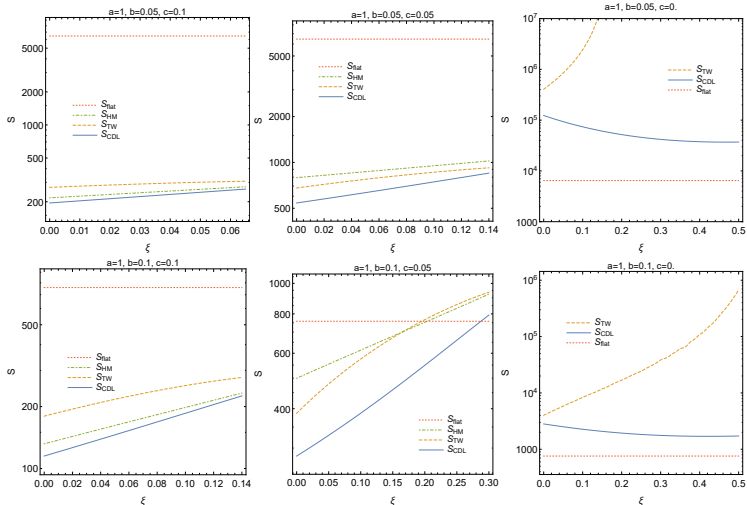 a=1, b=0.05, c=0.1
S
5000
1000
500
200
S_flat
S_HM
S_TW
S_CDL
0.00 0.01 0.02 0.03 0.04 0.05 0.06
ξ
a=1, b=0.05, c=0.05
S
5000
1000
500
S_flat
S_HM
S_TW
S_CDL
0.00 0.02 0.04 0.06 0.08 0.10 0.12 0.14
ξ
a=1, b=0.05, c=0.
S
10^7
10^6
10^5
10^4
1000
S_TW
S_CDL
S_flat
0.0 0.1 0.2 0.3 0.4 0.5
ξ
a=1, b=0.1, c=0.1
S
500
200
100
S_flat
S_HM
S_TW
S_CDL
0.00 0.02 0.04 0.06 0.08 0.10 0.12 0.14
ξ
a=1, b=0.1, c=0.05
S
1000
800
600
400
S_flat
S_HM
S_TW
S_CDL
0.00 0.05 0.10 0.15 0.20 0.25 0.30
ξ
a=1, b=0.1, c=0.
S
10^6
10^5
10^4
1000
S_TW
S_CDL
S_flat
0.0 0.1 0.2 0.3 0.4 0.5
ξ